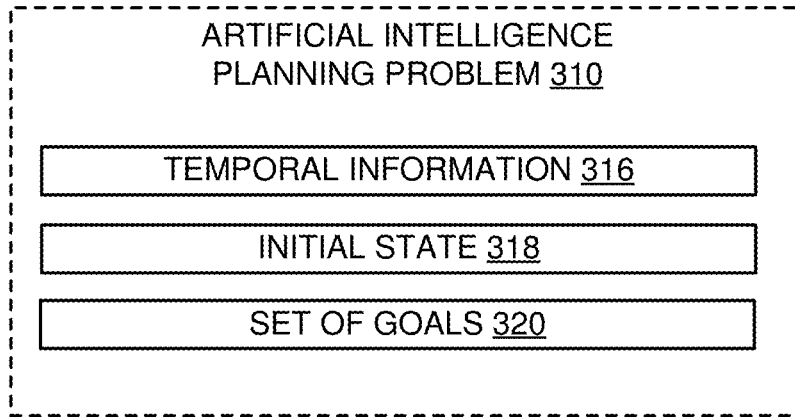 ARTIFICIAL INTELLIGENCE
PLANNING PROBLEM 310
TEMPORAL INFORMATION 316
INITIAL STATE 318
SET OF GOALS 320